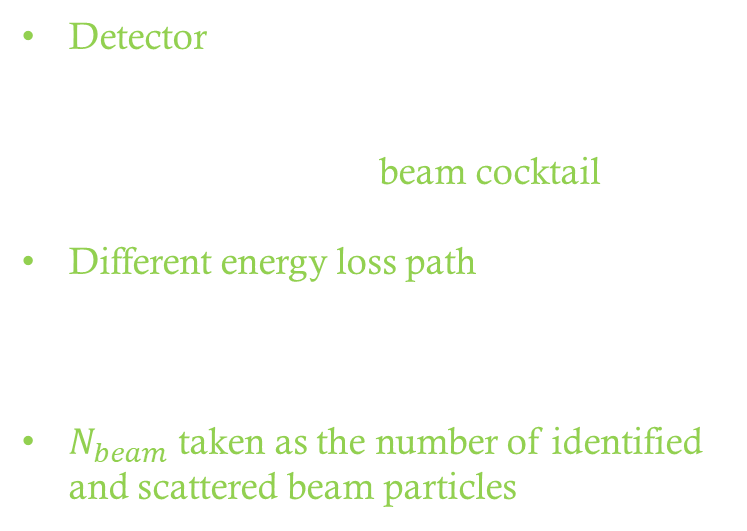 • Detector
beam cocktail
• Different energy loss path
• N_beam taken as the number of identified
and scattered beam particles